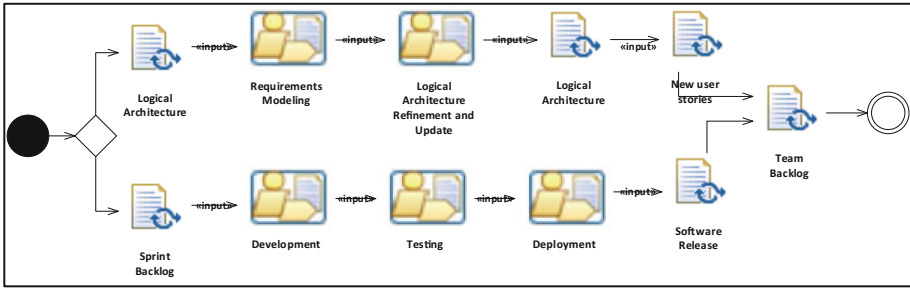 «input»
«input»
«input»
«input»
Logical
Architecture
Requirements
Modeling
Logical
Architecture
Refinement and
Update
Logical
Architecture
New user
stories
Team
Backlog
«input»
«input»
«input»
«input»
Sprint
Backlog
Development
Testing
Deployment
Software
Release